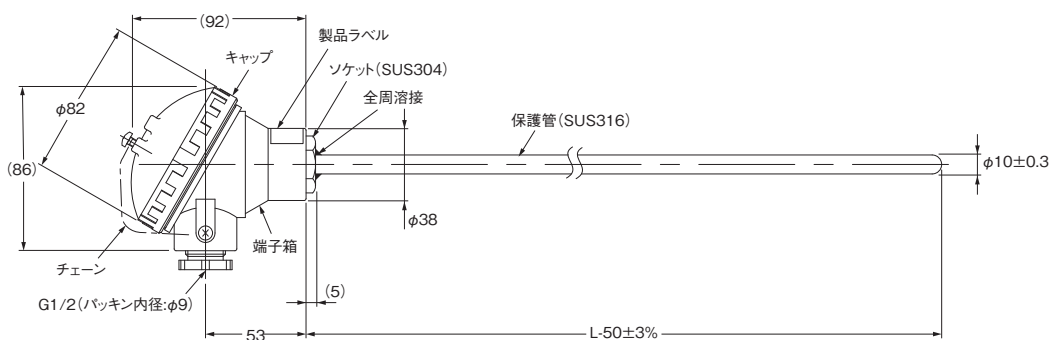 (92)
製品ラベル
キャップ
ソケット(SUS304)
全周溶接
φ82
保護管(SUS316)
(86)
φ10±0.3
φ38
端子箱
チェーン
G1/2(パッキン内径:φ9)
(5)
53
L-50±3%